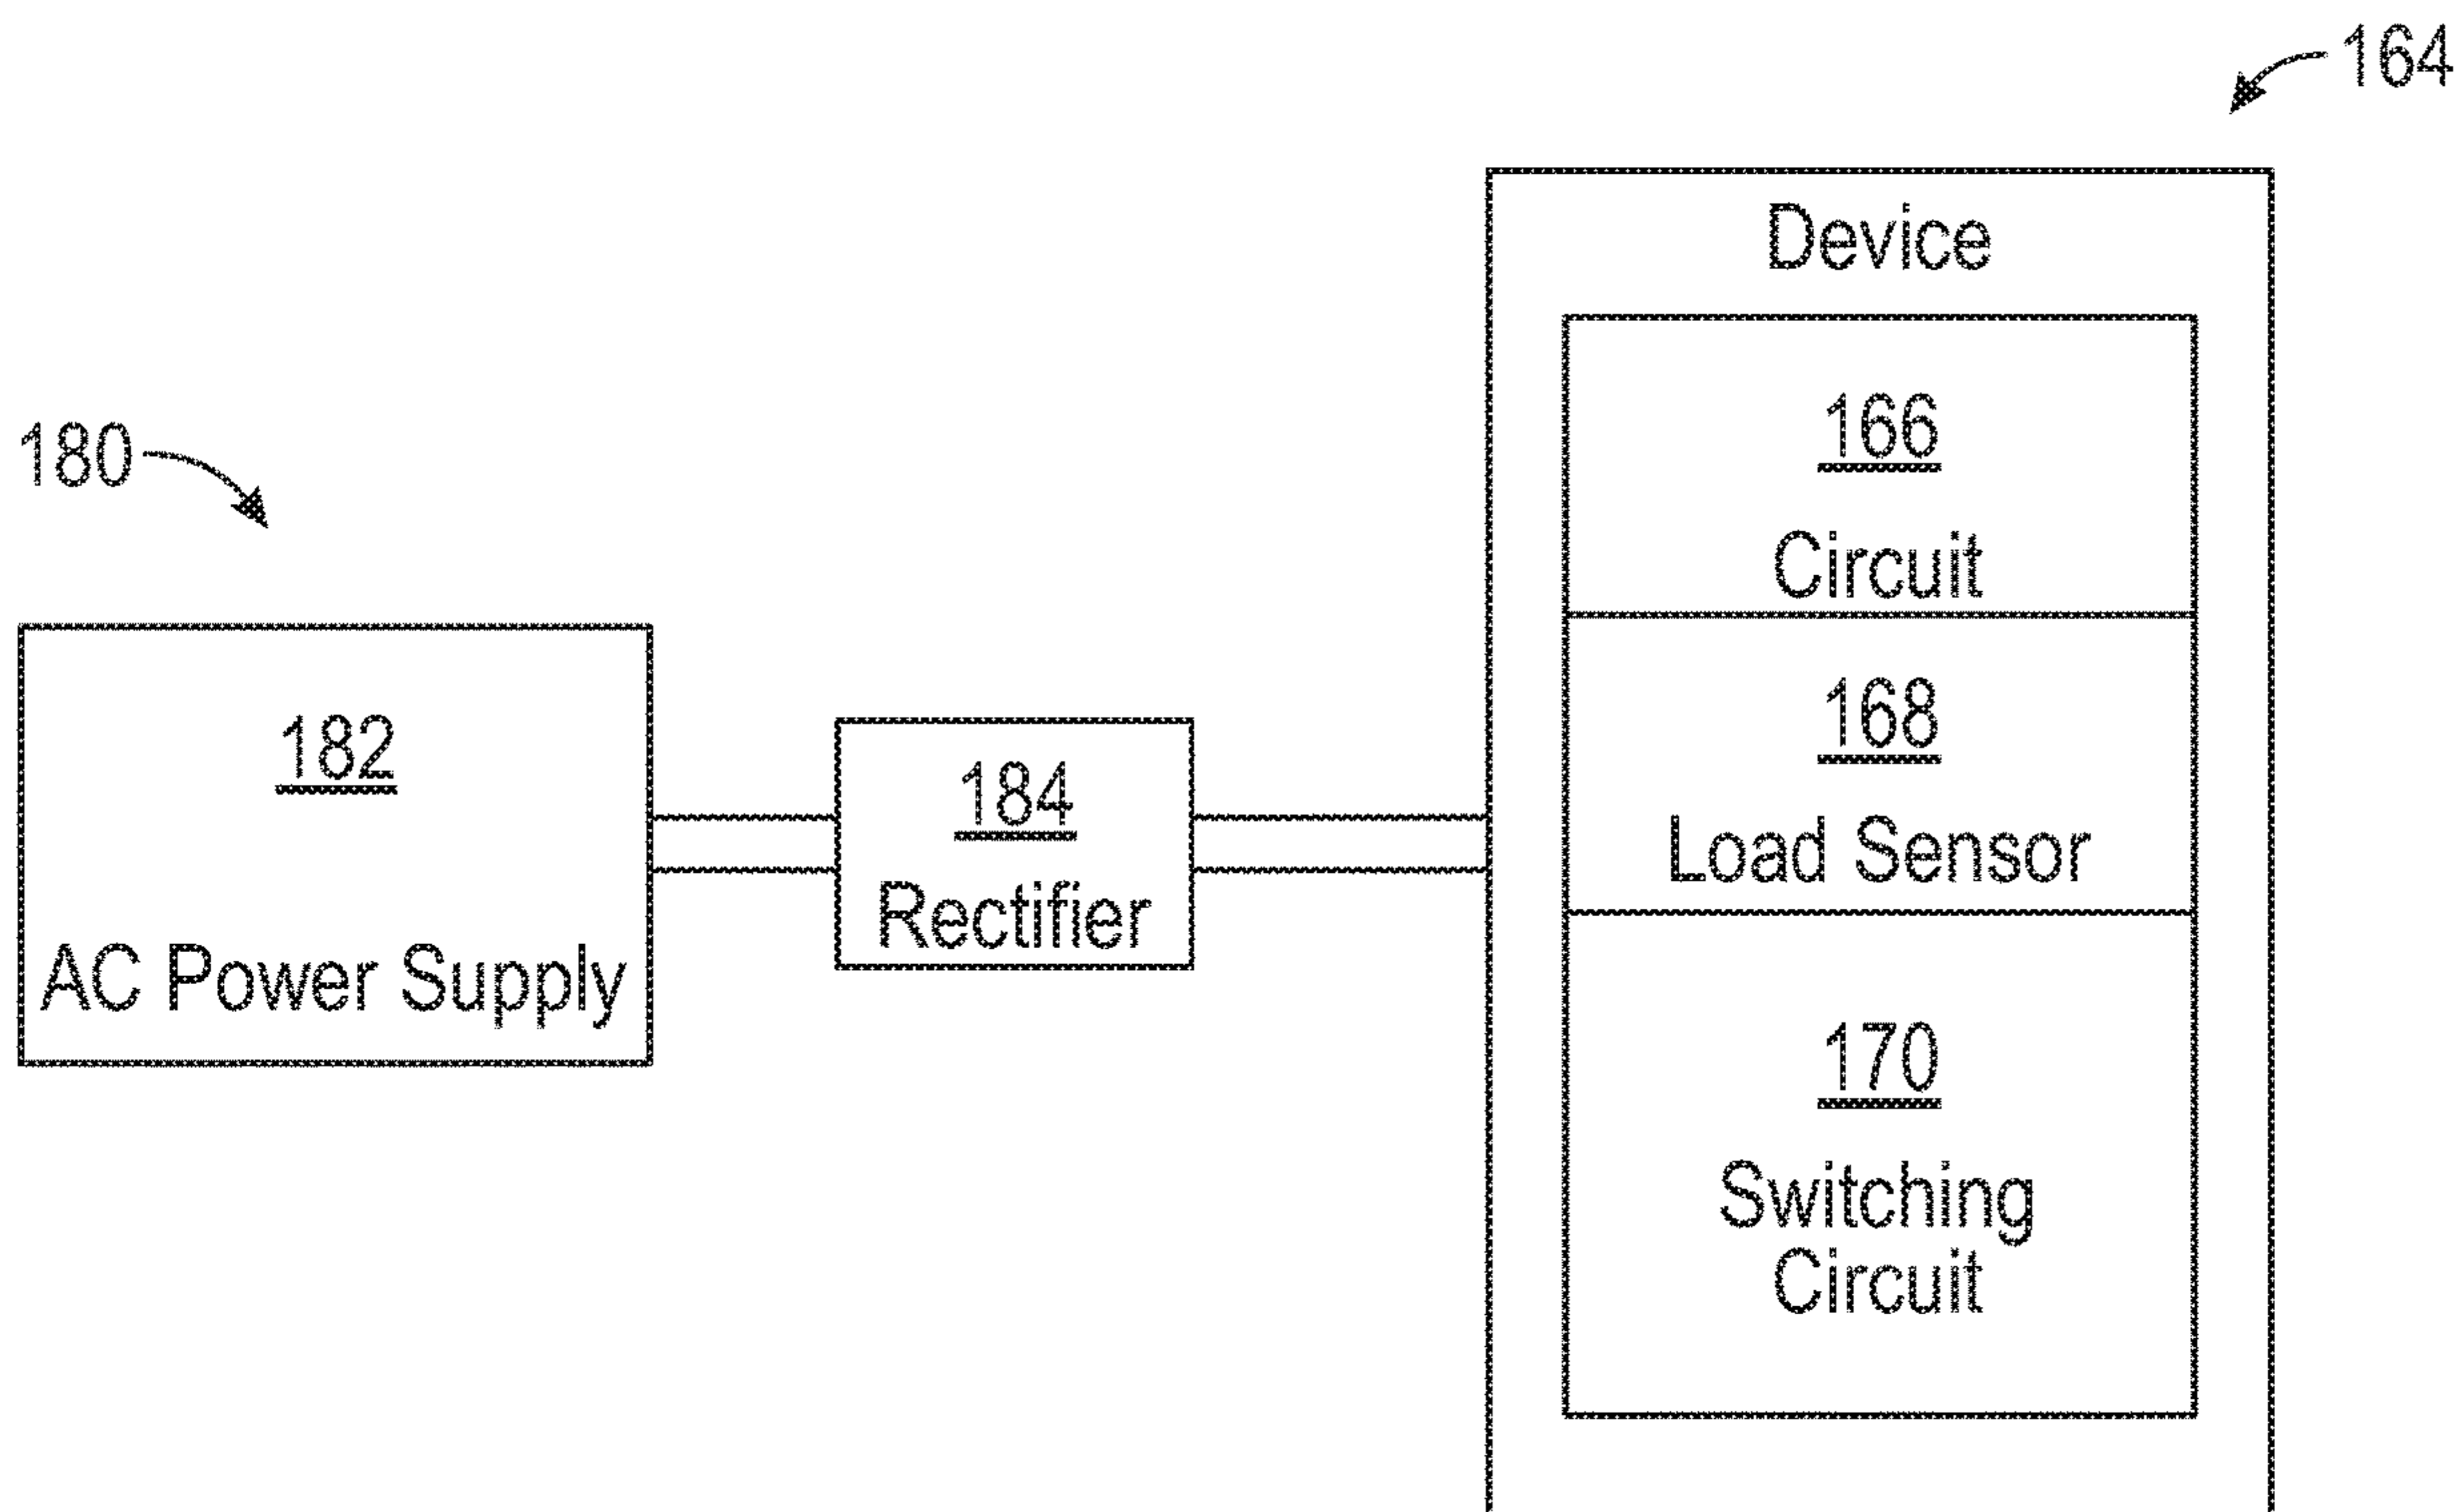 164
Device
166
Circuit
180
168
Load Sensor
182
AC Power Supply
184
Rectifier
170
Switching
Circuit